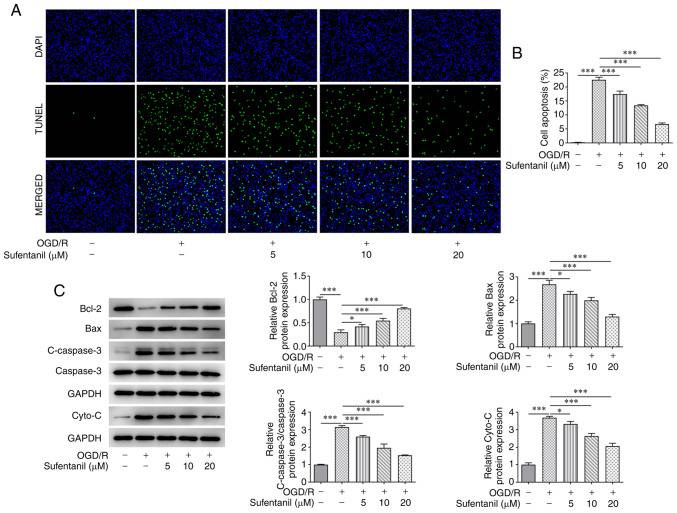 A
DAPI
TUNEL
MERGED
OGD/R – + + + +
Sufentanil (μM) – – 5 10 20
B
Cell apoptosis (%)
25
20
15
10
5
0
*** *** *** ***
OGD/R – + + + +
Sufentanil (μM) – – 5 10 20
C
Bcl-2
Bax
C-caspase-3
Caspase-3
GAPDH
Cyto-C
GAPDH
OGD/R – + + + +
Sufentanil (μM) – – 5 10 20
Relative Bcl-2
protein expression
1.5
1.0
0.5
0.0
*** * *** ***
OGD/R – + + + +
Sufentanil (μM) – – 5 10 20
Relative Bax
protein expression
4
3
2
1
0
*** * *** ***
OGD/R – + + + +
Sufentanil (μM) – – 5 10 20
Relative
C-caspase-3/caspase-3
protein expression
4
3
2
1
0
*** *** *** ***
OGD/R – + + + +
Sufentanil (μM) – – 5 10 20
Relative Cyto-C
protein expression
5
4
3
2
1
0
*** * *** ***
OGD/R – + + + +
Sufentanil (μM) – – 5 10 20